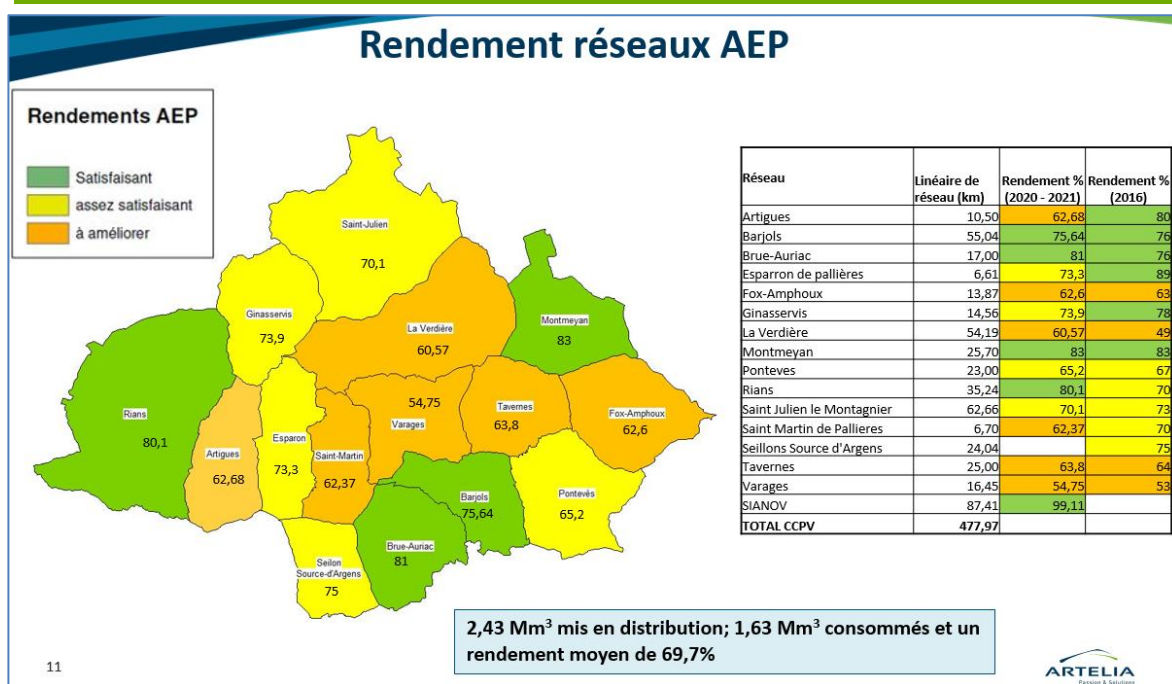 Rendement réseaux AEP
Rendements AEP
Satisfaisant
assez satisfaisant
à améliorer
Saint-Julien
70,1
Ginasservis
73,9
La Verdière
60,57
Montmeyan
83
Rians
80,1
Artigues
62,68
Esparon
73,3
Saint-Martin
62,37
54,75
Varages
Tavernes
63,8
Fox-Amphoux
62,6
Barjols
75,64
Pontevès
65,2
Brue-Auriac
81
Seilon
Source-d'Argens
75
Réseau Linéaire de réseau (km) Rendement % (2020 - 2021) Rendement % (2016)
Artigues 10,50 62,68 80
Barjols 55,04 75,64 76
Brue-Auriac 17,00 81 76
Esparron de pallières 6,61 73,3 89
Fox-Amphoux 13,87 62,6 63
Ginasservis 14,56 73,9 78
La Verdière 54,19 60,57 49
Montmeyan 25,70 83 83
Ponteves 23,00 65,2 67
Rians 35,24 80,1 70
Saint Julien le Montagnier 62,66 70,1 73
Saint Martin de Pallieres 6,70 62,37 70
Seillons Source d'Argens 24,04 75
Tavernes 25,00 63,8 64
Varages 16,45 54,75 53
SIANOV 87,41 99,11
TOTAL CCPV 477,97
2,43 Mm³ mis en distribution; 1,63 Mm³ consommés et un
rendement moyen de 69,7%
11
ARTELIA
Passion & Solutions